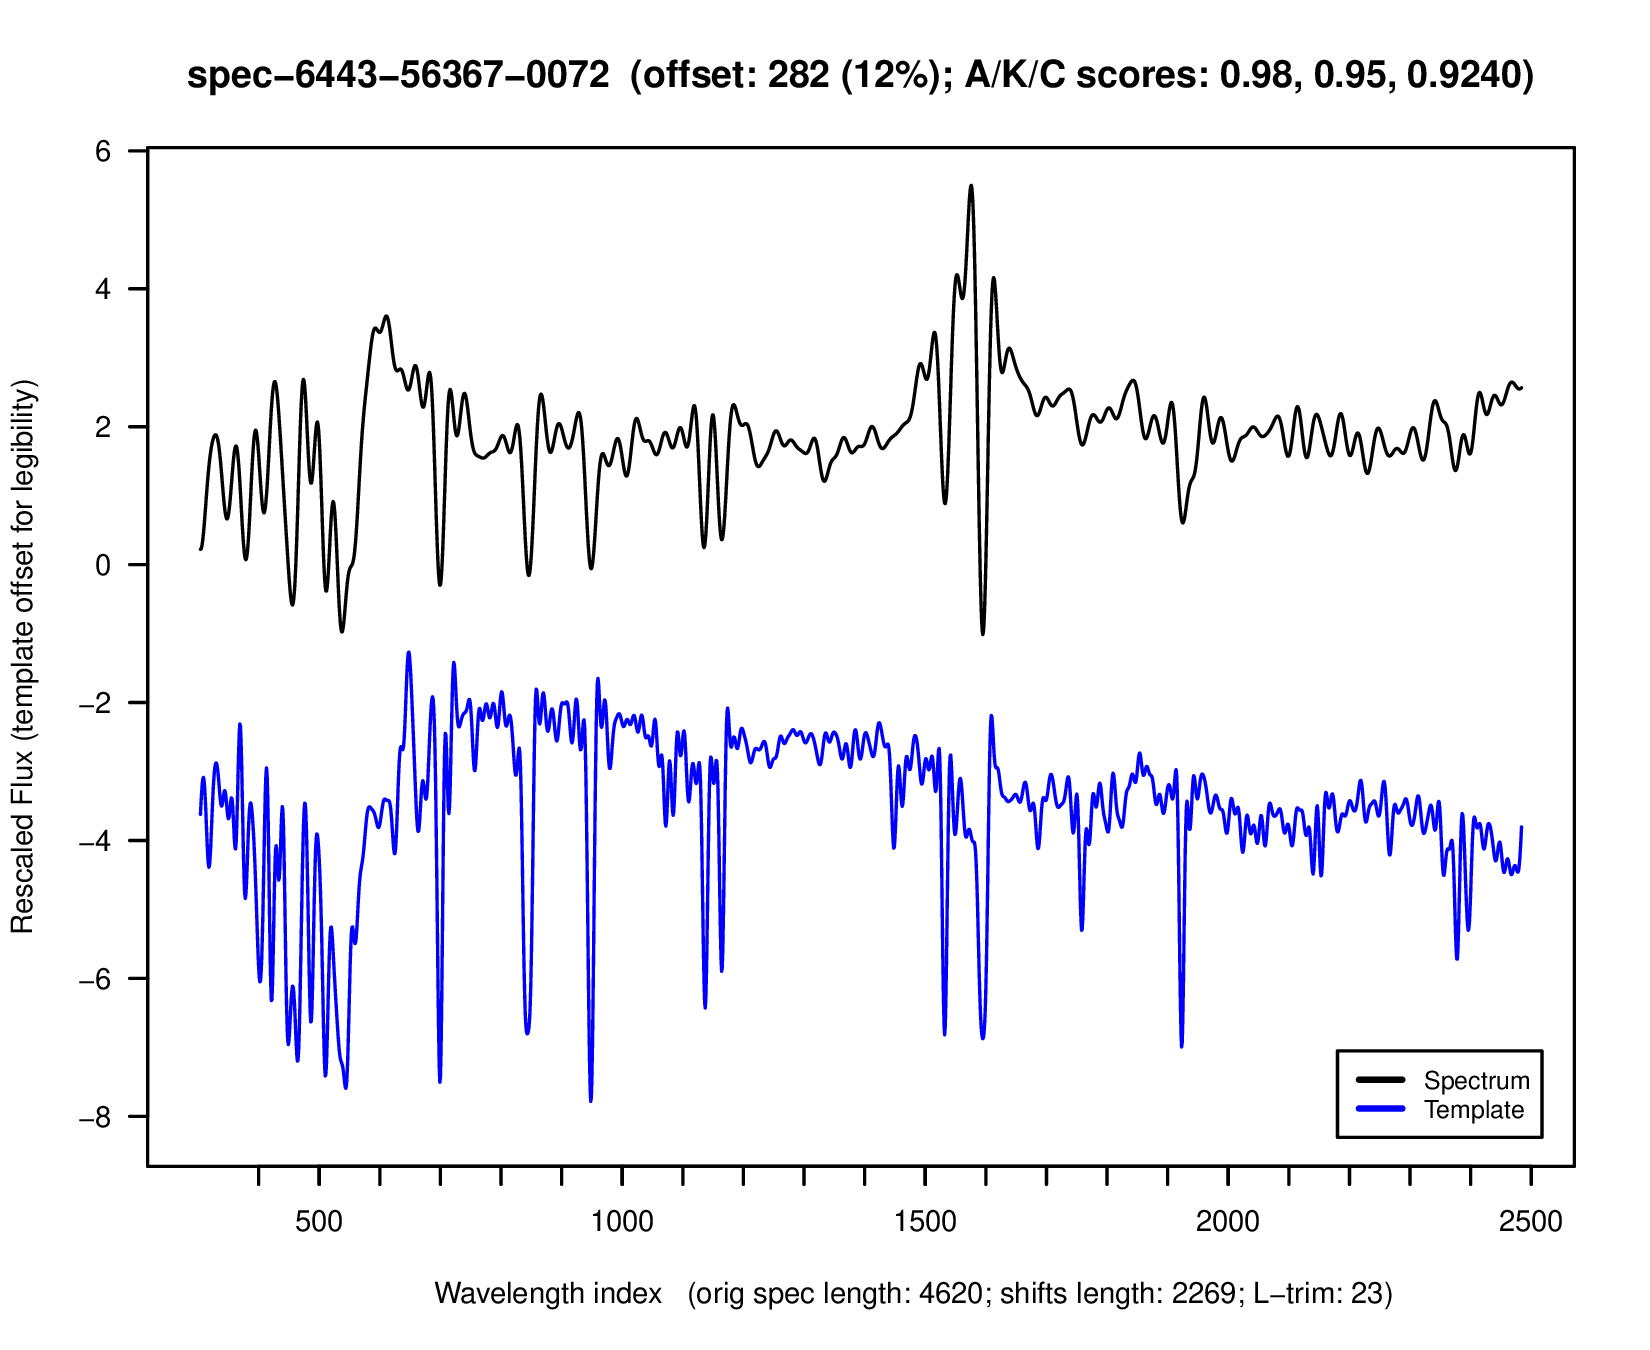 spec−6443−56367−0072 (offset: 282 (12%); A/K/C scores: 0.98, 0.95, 0.9240)
Rescaled Flux (template offset for legibility)
6
4
2
0
−2
−4
−6
−8
Spectrum
Template
500
1000
1500
2000
2500
Wavelength index (orig spec length: 4620; shifts length: 2269; L−trim: 23)